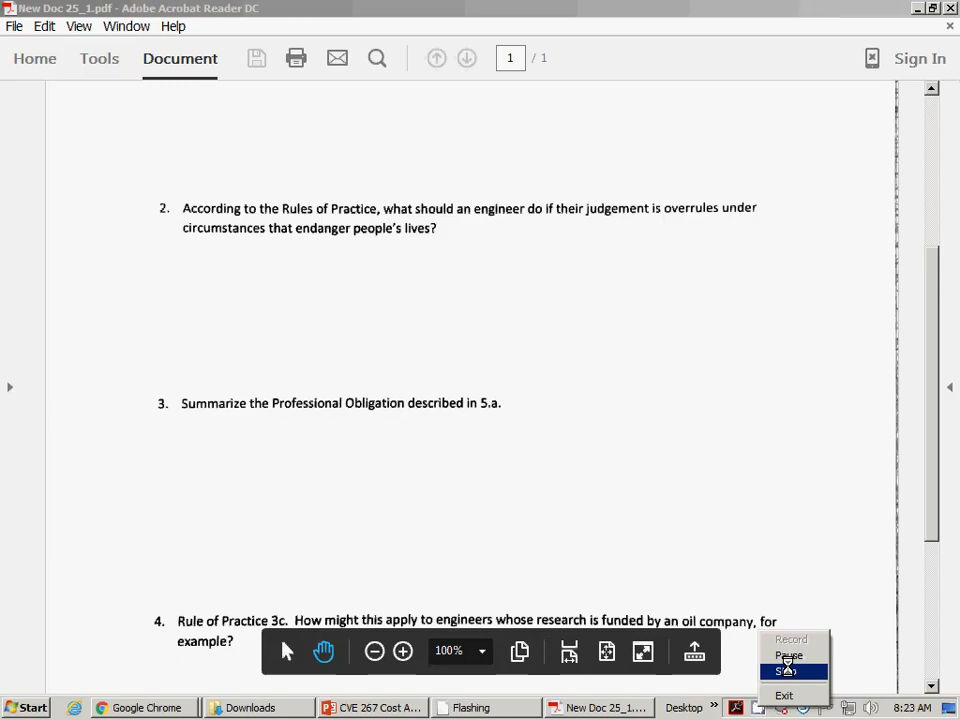 New Doc 25_1.pdf - Adobe Acrobat Reader DC
File Edit View Window Help
Home Tools Document 1 / 1 Sign In
2. According to the Rules of Practice, what should an engineer do if their judgement is overrules under
circumstances that endanger people's lives?
3. Summarize the Professional Obligation described in 5.a.
4. Rule of Practice 3c. How might this apply to engineers whose research is funded by an oil company, for
example?
100%
Record
Pause
Exit
Start Google Chrome Downloads CVE 267 Cost A... Flashing New Doc 25_1.... Desktop » 8:23 AM